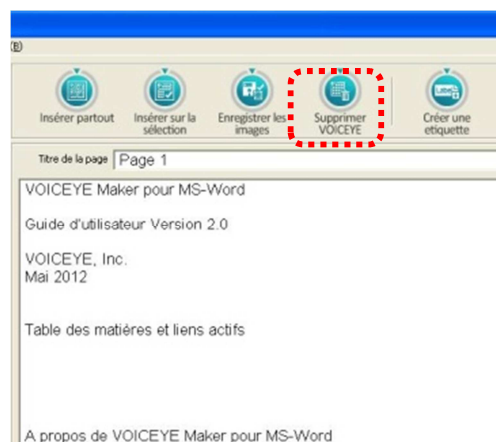 (B)
Insérer partout
Insérer sur la
sélection
Enregistrer les
images
Supprimer
VOICEYE
Créer une
etiquette
Titre de la page
Page 1
VOICEYE Maker pour MS-Word
Guide d'utilisateur Version 2.0
VOICEYE, Inc.
Mai 2012
Table des matières et liens actifs
A propos de VOICEYE Maker pour MS-Word